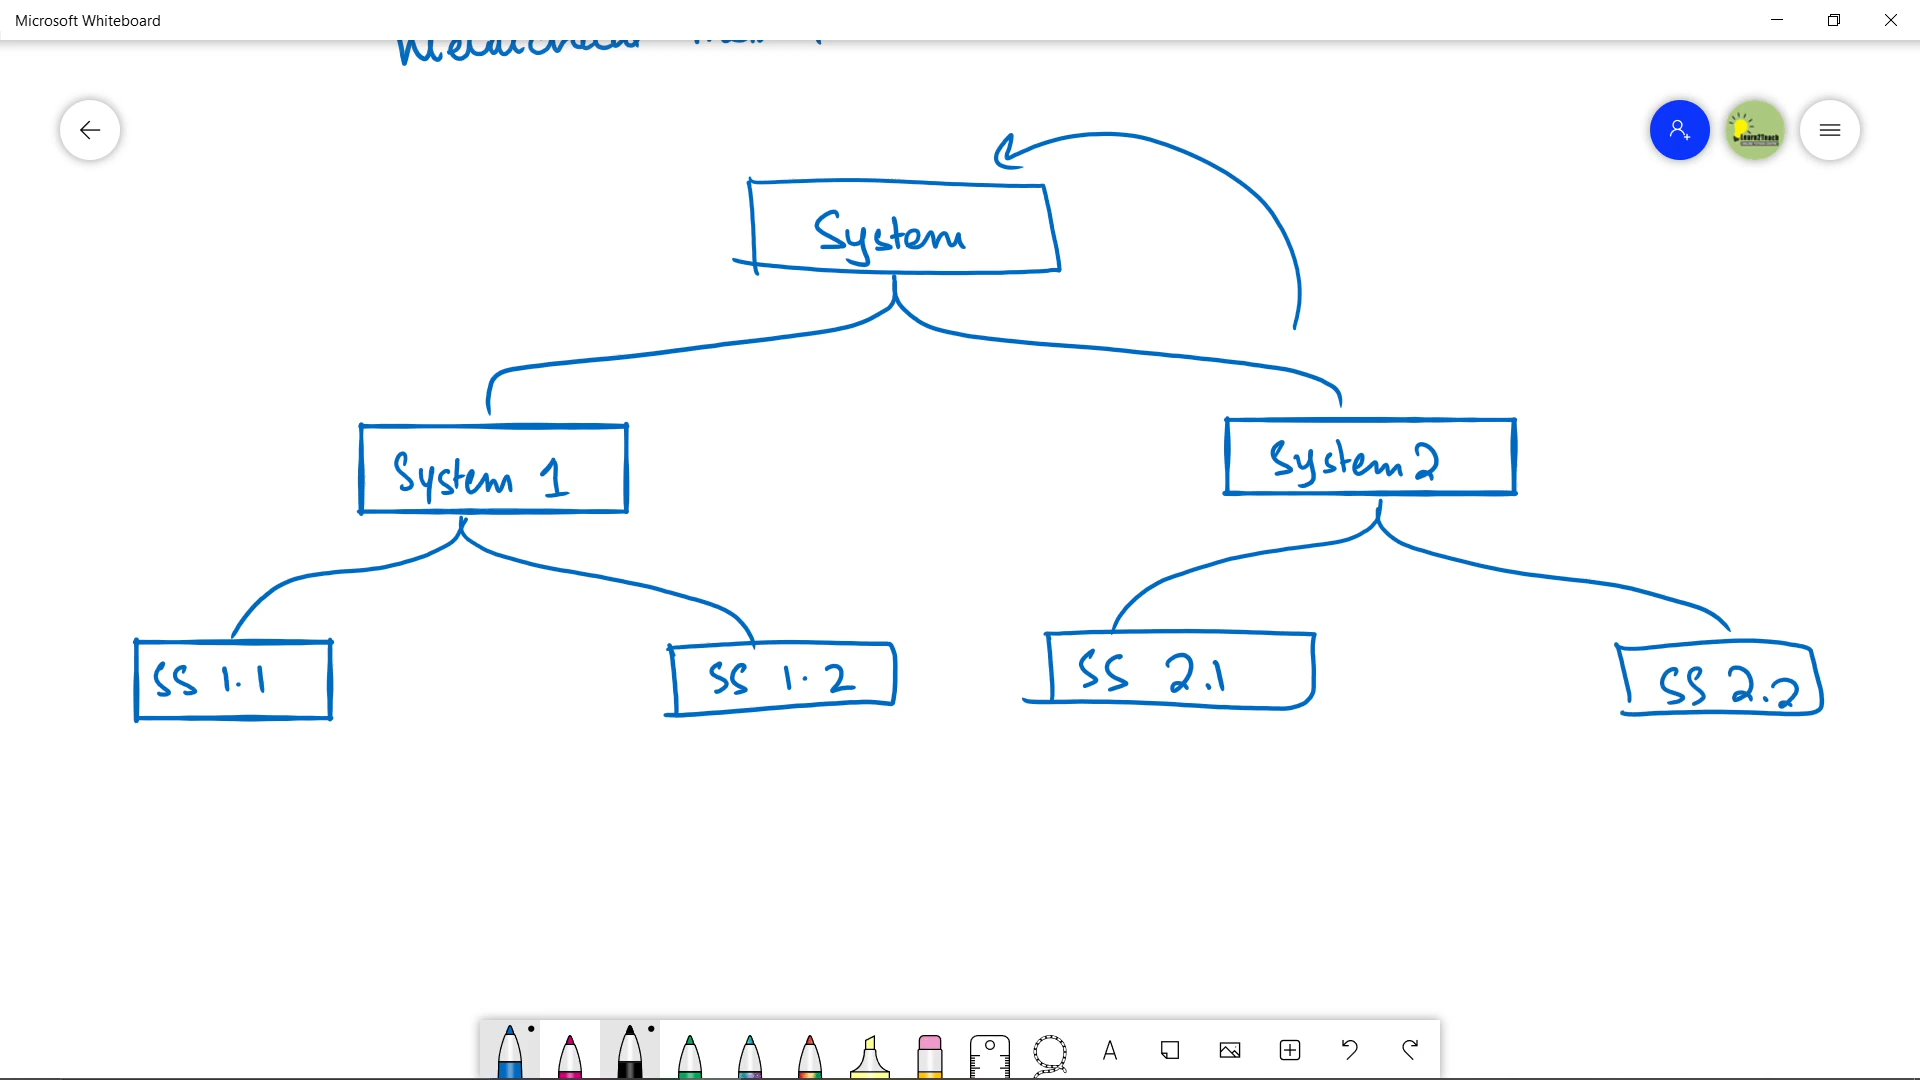 Microsoft Whiteboard
System
System 1
System 2
SS 1.1
SS 1.2
SS 2.1
SS 2.2
Learn2Teach
A